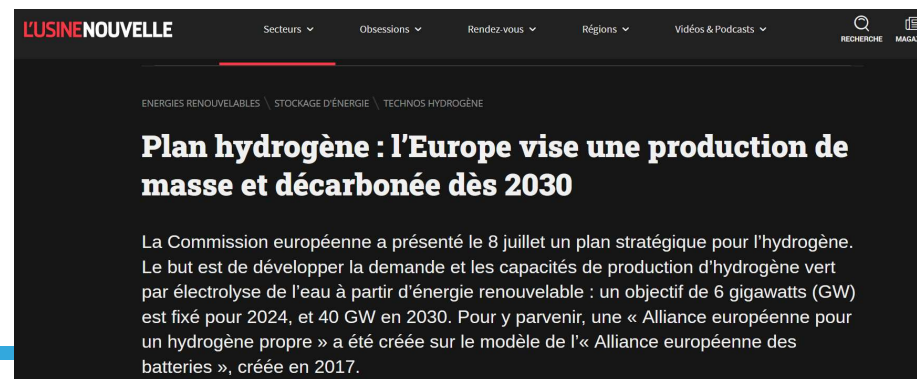 L'USINENOUVELLE
Secteurs
Obsessions
Rendez-vous
Régions
Vidéos & Podcasts
RECHERCHE
ENERGIES RENOUVELABLES \ STOCKAGE D'ÉNERGIE \ TECHNOS HYDROGÈNE
Plan hydrogène : l'Europe vise une production de
masse et décarbonée dès 2030
La Commission européenne a présenté le 8 juillet un plan stratégique pour l'hydrogène.
Le but est de développer la demande et les capacités de production d'hydrogène vert
par électrolyse de l'eau à partir d'énergie renouvelable : un objectif de 6 gigawatts (GW)
est fixé pour 2024, et 40 GW en 2030. Pour y parvenir, une « Alliance européenne pour
un hydrogène propre » a été créée sur le modèle de l'« Alliance européenne des
batteries », créée en 2017.